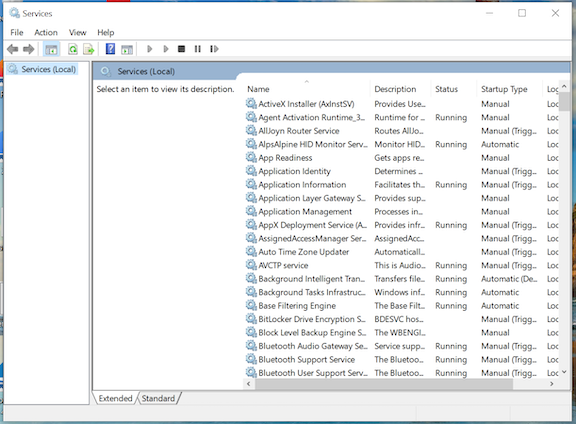 Services
File Action View Help
Services (Local)
Services (Local)
Select an item to view its description.
Name Description Status Startup Type Log
ActiveX Installer (AxInstSV) Provides Use... Manual Loc
Agent Activation Runtime_3... Runtime for ... Running Manual Loc
AllJoyn Router Service Routes AllJo... Manual (Trigg... Loc
AlpsAlpine HID Monitor Serv... Monitor HID... Running Automatic Loc
App Readiness Gets apps re... Manual Loc
Application Identity Determines ... Manual (Trigg... Loc
Application Information Facilitates th... Running Manual (Trigg... Loc
Application Layer Gateway S... Provides sup... Manual Loc
Application Management Processes in... Manual Loc
AppX Deployment Service (A... Provides infr... Running Manual (Trigg... Loc
AssignedAccessManager Ser... AssignedAcc... Manual (Trigg... Loc
Auto Time Zone Updater Automaticall... Manual (Trigg... Loc
AVCTP service This is Audio... Running Manual (Trigg... Loc
Background Intelligent Tran... Transfers file... Running Automatic (De... Loc
Background Tasks Infrastruc... Windows inf... Running Automatic Loc
Base Filtering Engine The Base Filt... Running Automatic Loc
BitLocker Drive Encryption S... BDESVC hos... Manual (Trigg... Loc
Block Level Backup Engine S... The WBENGI... Manual Loc
Bluetooth Audio Gateway Se... Service supp... Running Manual (Trigg... Loc
Bluetooth Support Service The Bluetoo... Running Manual (Trigg... Loc
Bluetooth User Support Serv... The Bluetoo... Running Manual (Trigg... Loc
Extended Standard